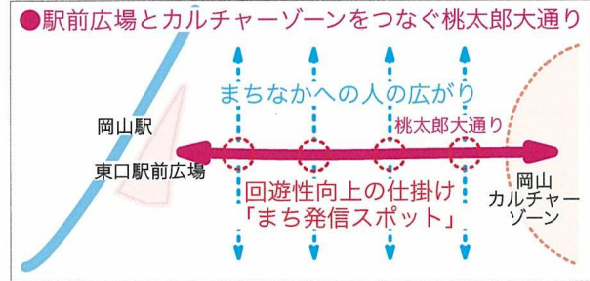 ●駅前広場とカルチャーゾーンをつなぐ桃太郎大通り
まちなかへの人の広がり
桃太郎大通り
岡山駅
東口駅前広場
回遊性向上の仕掛け
「まち発信スポット」
岡山
カルチャー
ゾーン